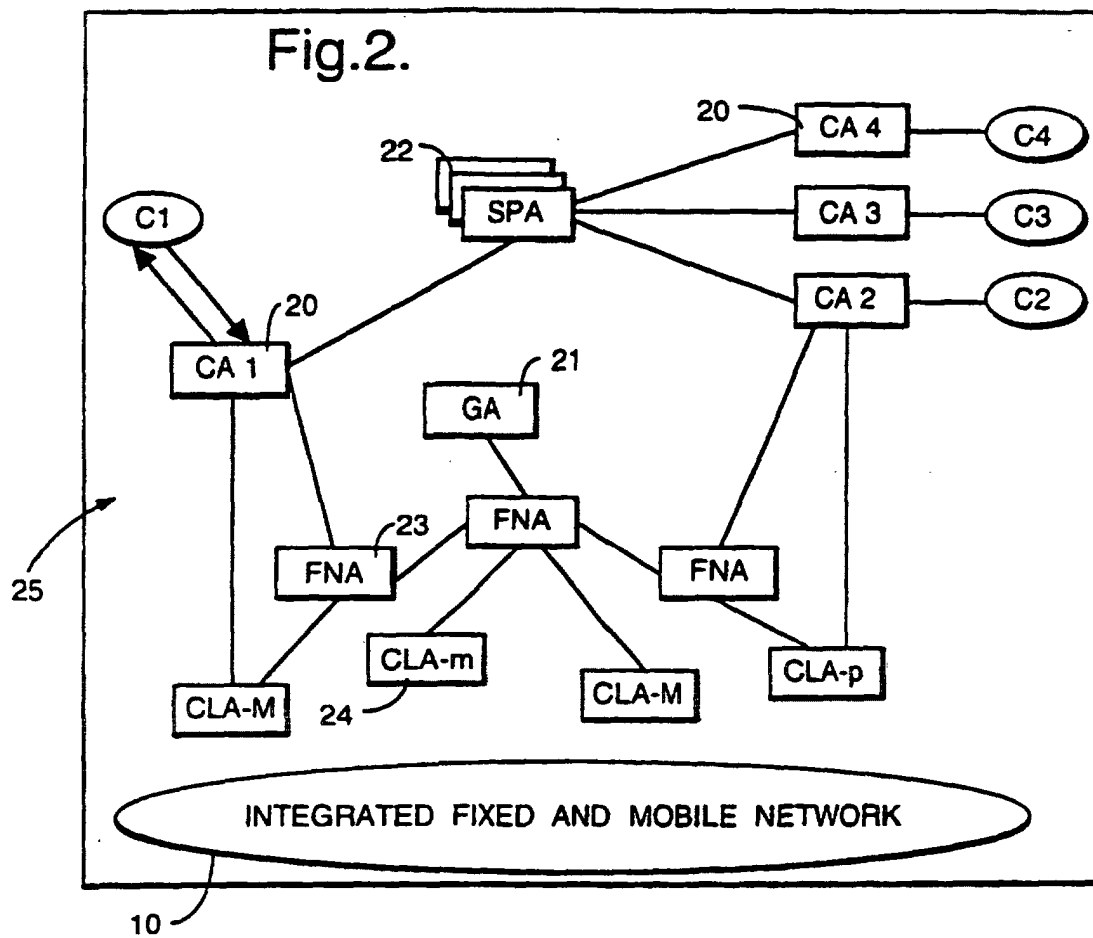 Fig.2.
20
CA 4
C4
22
SPA
CA 3
C3
C1
CA 2
C2
20
CA 1
21
GA
FNA
23
FNA
FNA
25
CLA-m
CLA-p
CLA-M
24
CLA-M
INTEGRATED FIXED AND MOBILE NETWORK
10